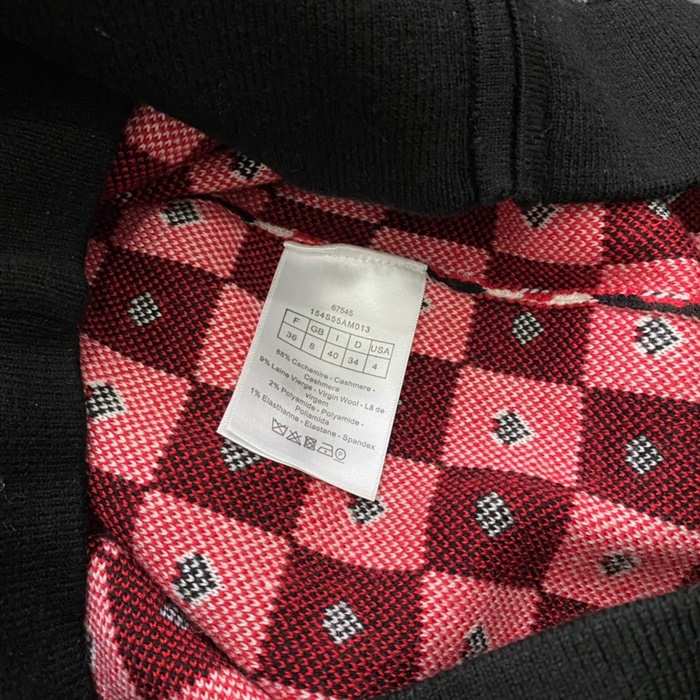 67545
154S55AM013
F GB I D USA
36 8 40 34 4
88% Cachemire - Cashmere -
Cashmere
9% Laine Vierge - Virgin Wool - Lã de
virgem
2% Polyamide - Polyamide -
Poliamida
1% Elasthanne - Elastane - Spandex
P